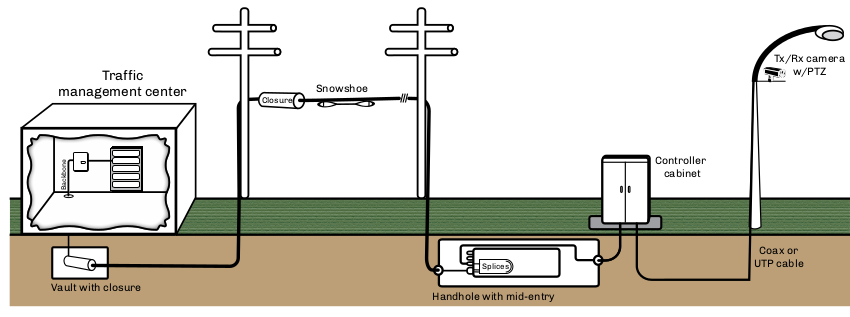 Traffic
management center
Backbone
Vault with closure
Closure
Snowshoe
Splices
Handhole with mid-entry
Controller
cabinet
Tx/Rx camera
w/PTZ
Coax or
UTP cable